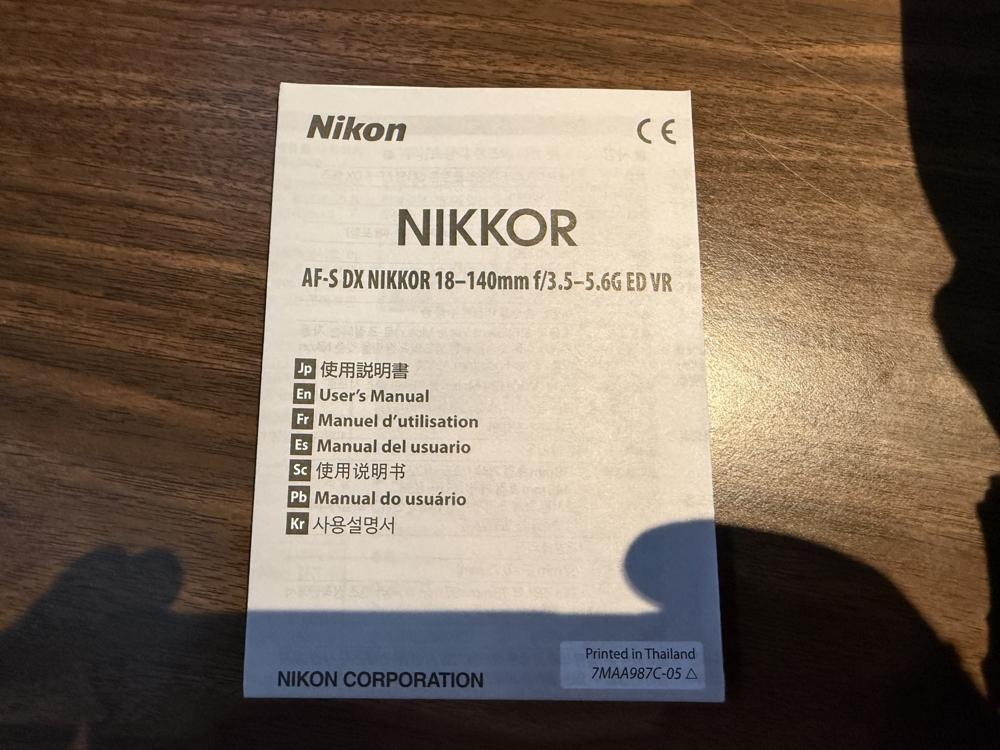 Nikon
CE
NIKKOR
AF-S DX NIKKOR 18–140mm f/3.5–5.6G ED VR
Jp 使用説明書
En User's Manual
Fr Manuel d'utilisation
Es Manual del usuario
Sc 使用说明书
Pb Manual do usuário
Kr 사용설명서
Printed in Thailand
7MAA987C-05 △
NIKON CORPORATION